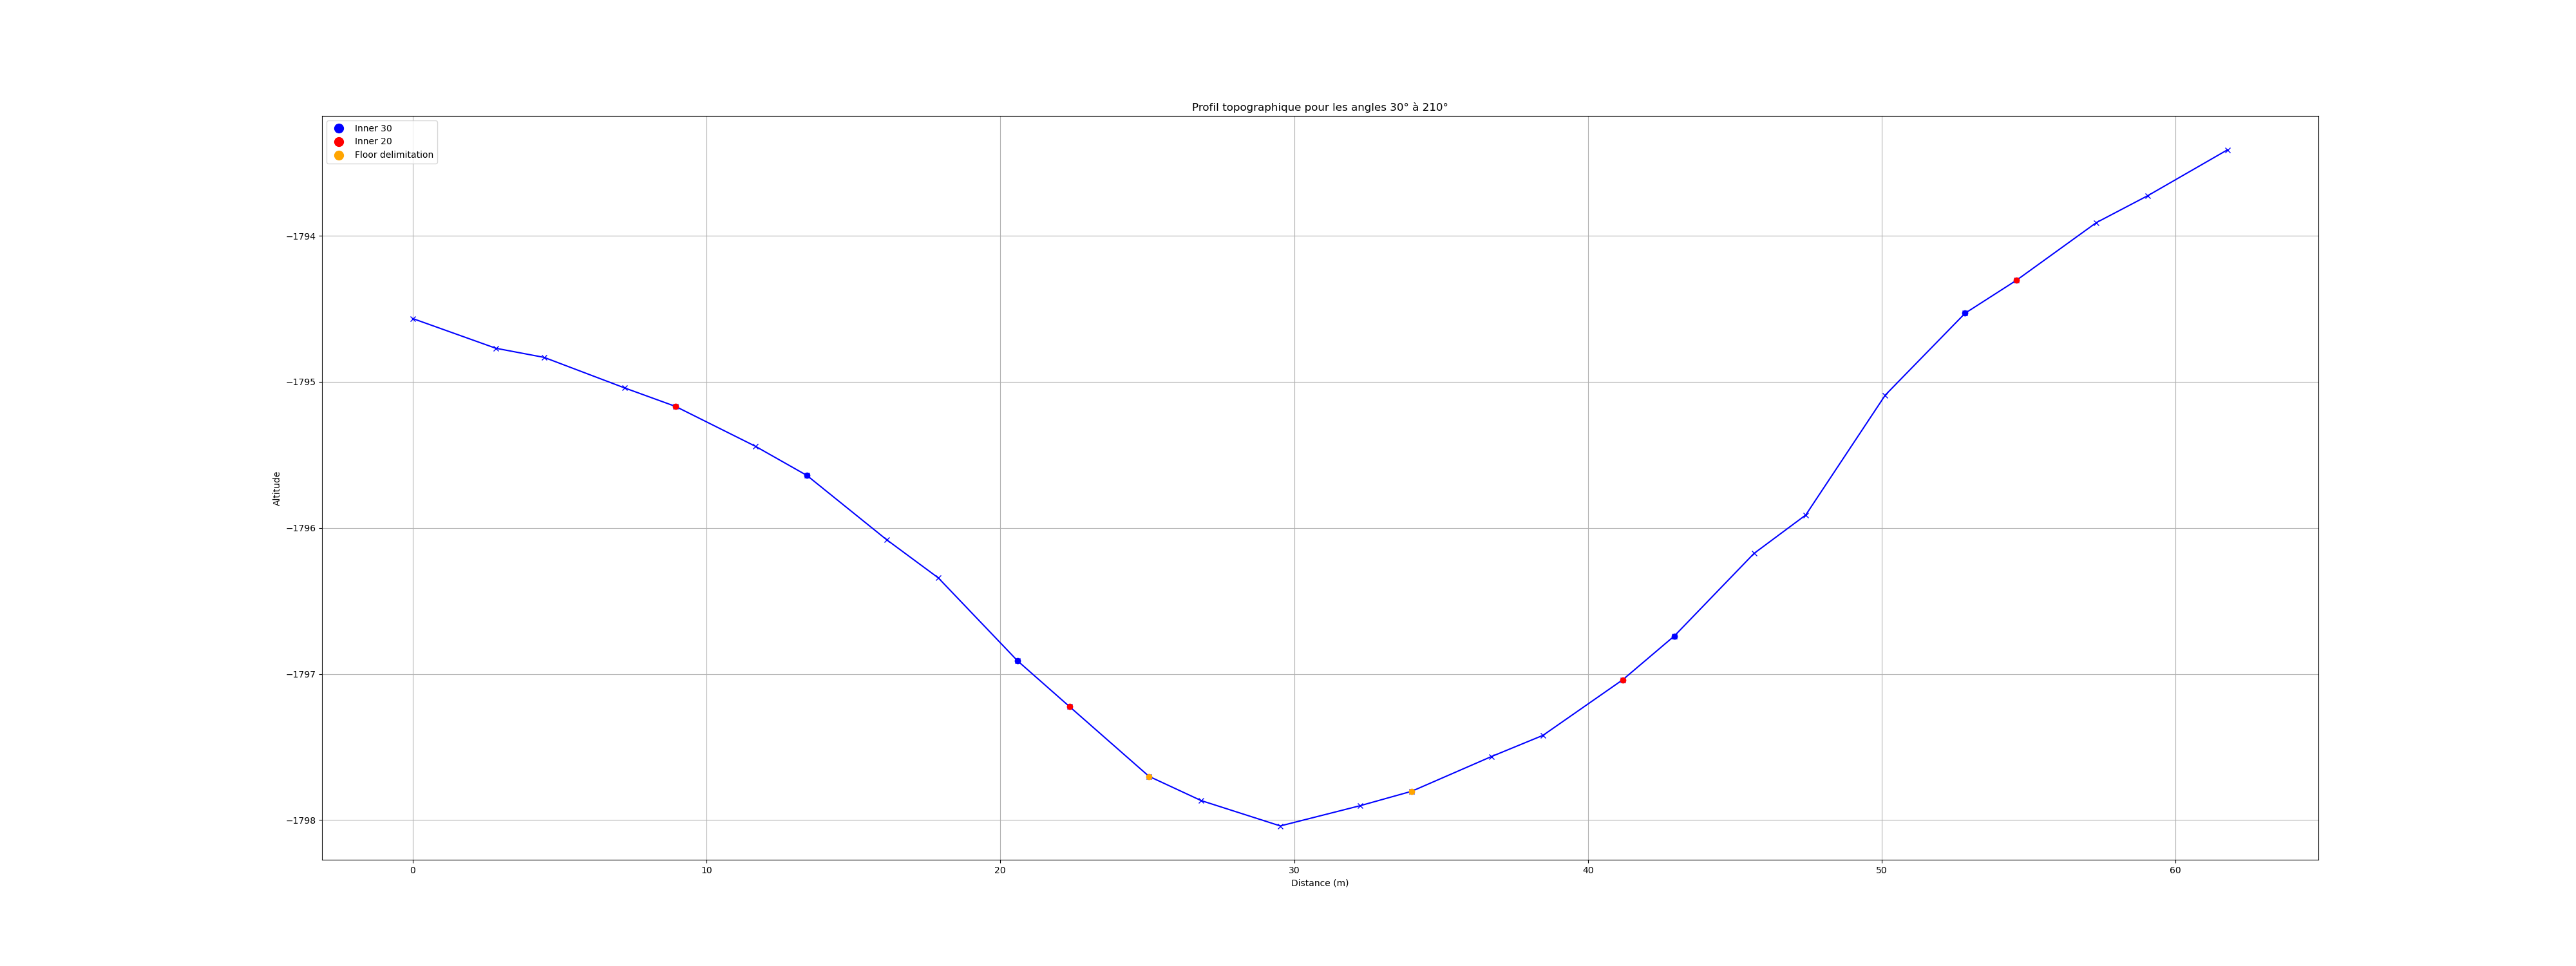 Profil topographique pour les angles 30° à 210°
Inner 30
Inner 20
Floor delimitation
Altitude
−1794
−1795
−1796
−1797
−1798
0 10 20 30 40 50 60
Distance (m)